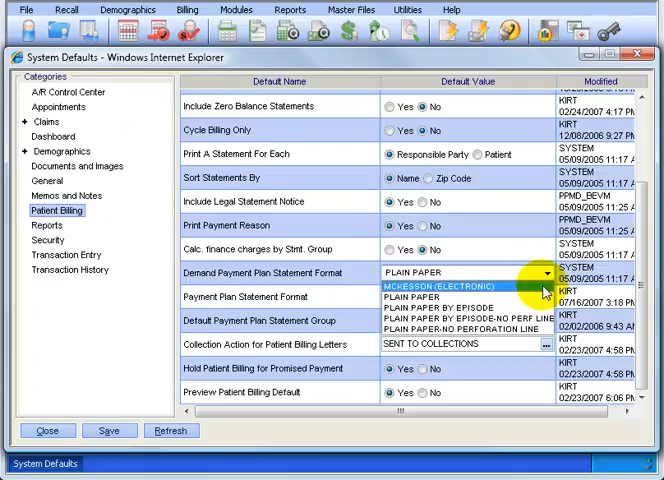 File Recall Demographics Billing Modules Reports Master Files Utilities Help
System Defaults - Windows Internet Explorer
Categories
A/R Control Center
Appointments
+ Claims
Dashboard
+ Demographics
Documents and Images
General
Memos and Notes
Patient Billing
Reports
Security
Transaction Entry
Transaction History
Default Name Default Value Modified
Include Zero Balance Statements Yes No KIRT
02/24/2007 4:17 P
Cycle Billing Only Yes No KIRT
12/08/2006 9:27 P
Print A Statement For Each Responsible Party Patient SYSTEM
05/09/2005 11:17
Sort Statements By Name Zip Code SYSTEM
05/09/2005 11:17
Include Legal Statement Notice Yes No PPMD_BEVM
05/09/2005 11:25
Print Payment Reason Yes No PPMD_BEVM
05/09/2005 11:25
Calc. finance charges by Stmt. Group Yes No KIRT
05/09/2005 11:17
Demand Payment Plan Statement Format PLAIN PAPER SYSTEM
05/09/2005 11:17
MCKESSON (ELECTRONIC)
PLAIN PAPER
PLAIN PAPER BY EPISODE
PLAIN PAPER BY EPISODE-NO PERF LINE
PLAIN PAPER-NO PERFORATION LINE
Payment Plan Statement Format KIRT
07/16/2007 3:18 P
Default Payment Plan Statement Group KIRT
02/02/2006 9:43
Collection Action for Patient Billing Letters SENT TO COLLECTIONS ... KIRT
02/23/2007 4:58 P
Hold Patient Billing for Promised Payment Yes No KIRT
02/23/2007 4:58 P
Preview Patient Billing Default Yes No KIRT
02/23/2007 6:06 P
Close Save Refresh
System Defaults